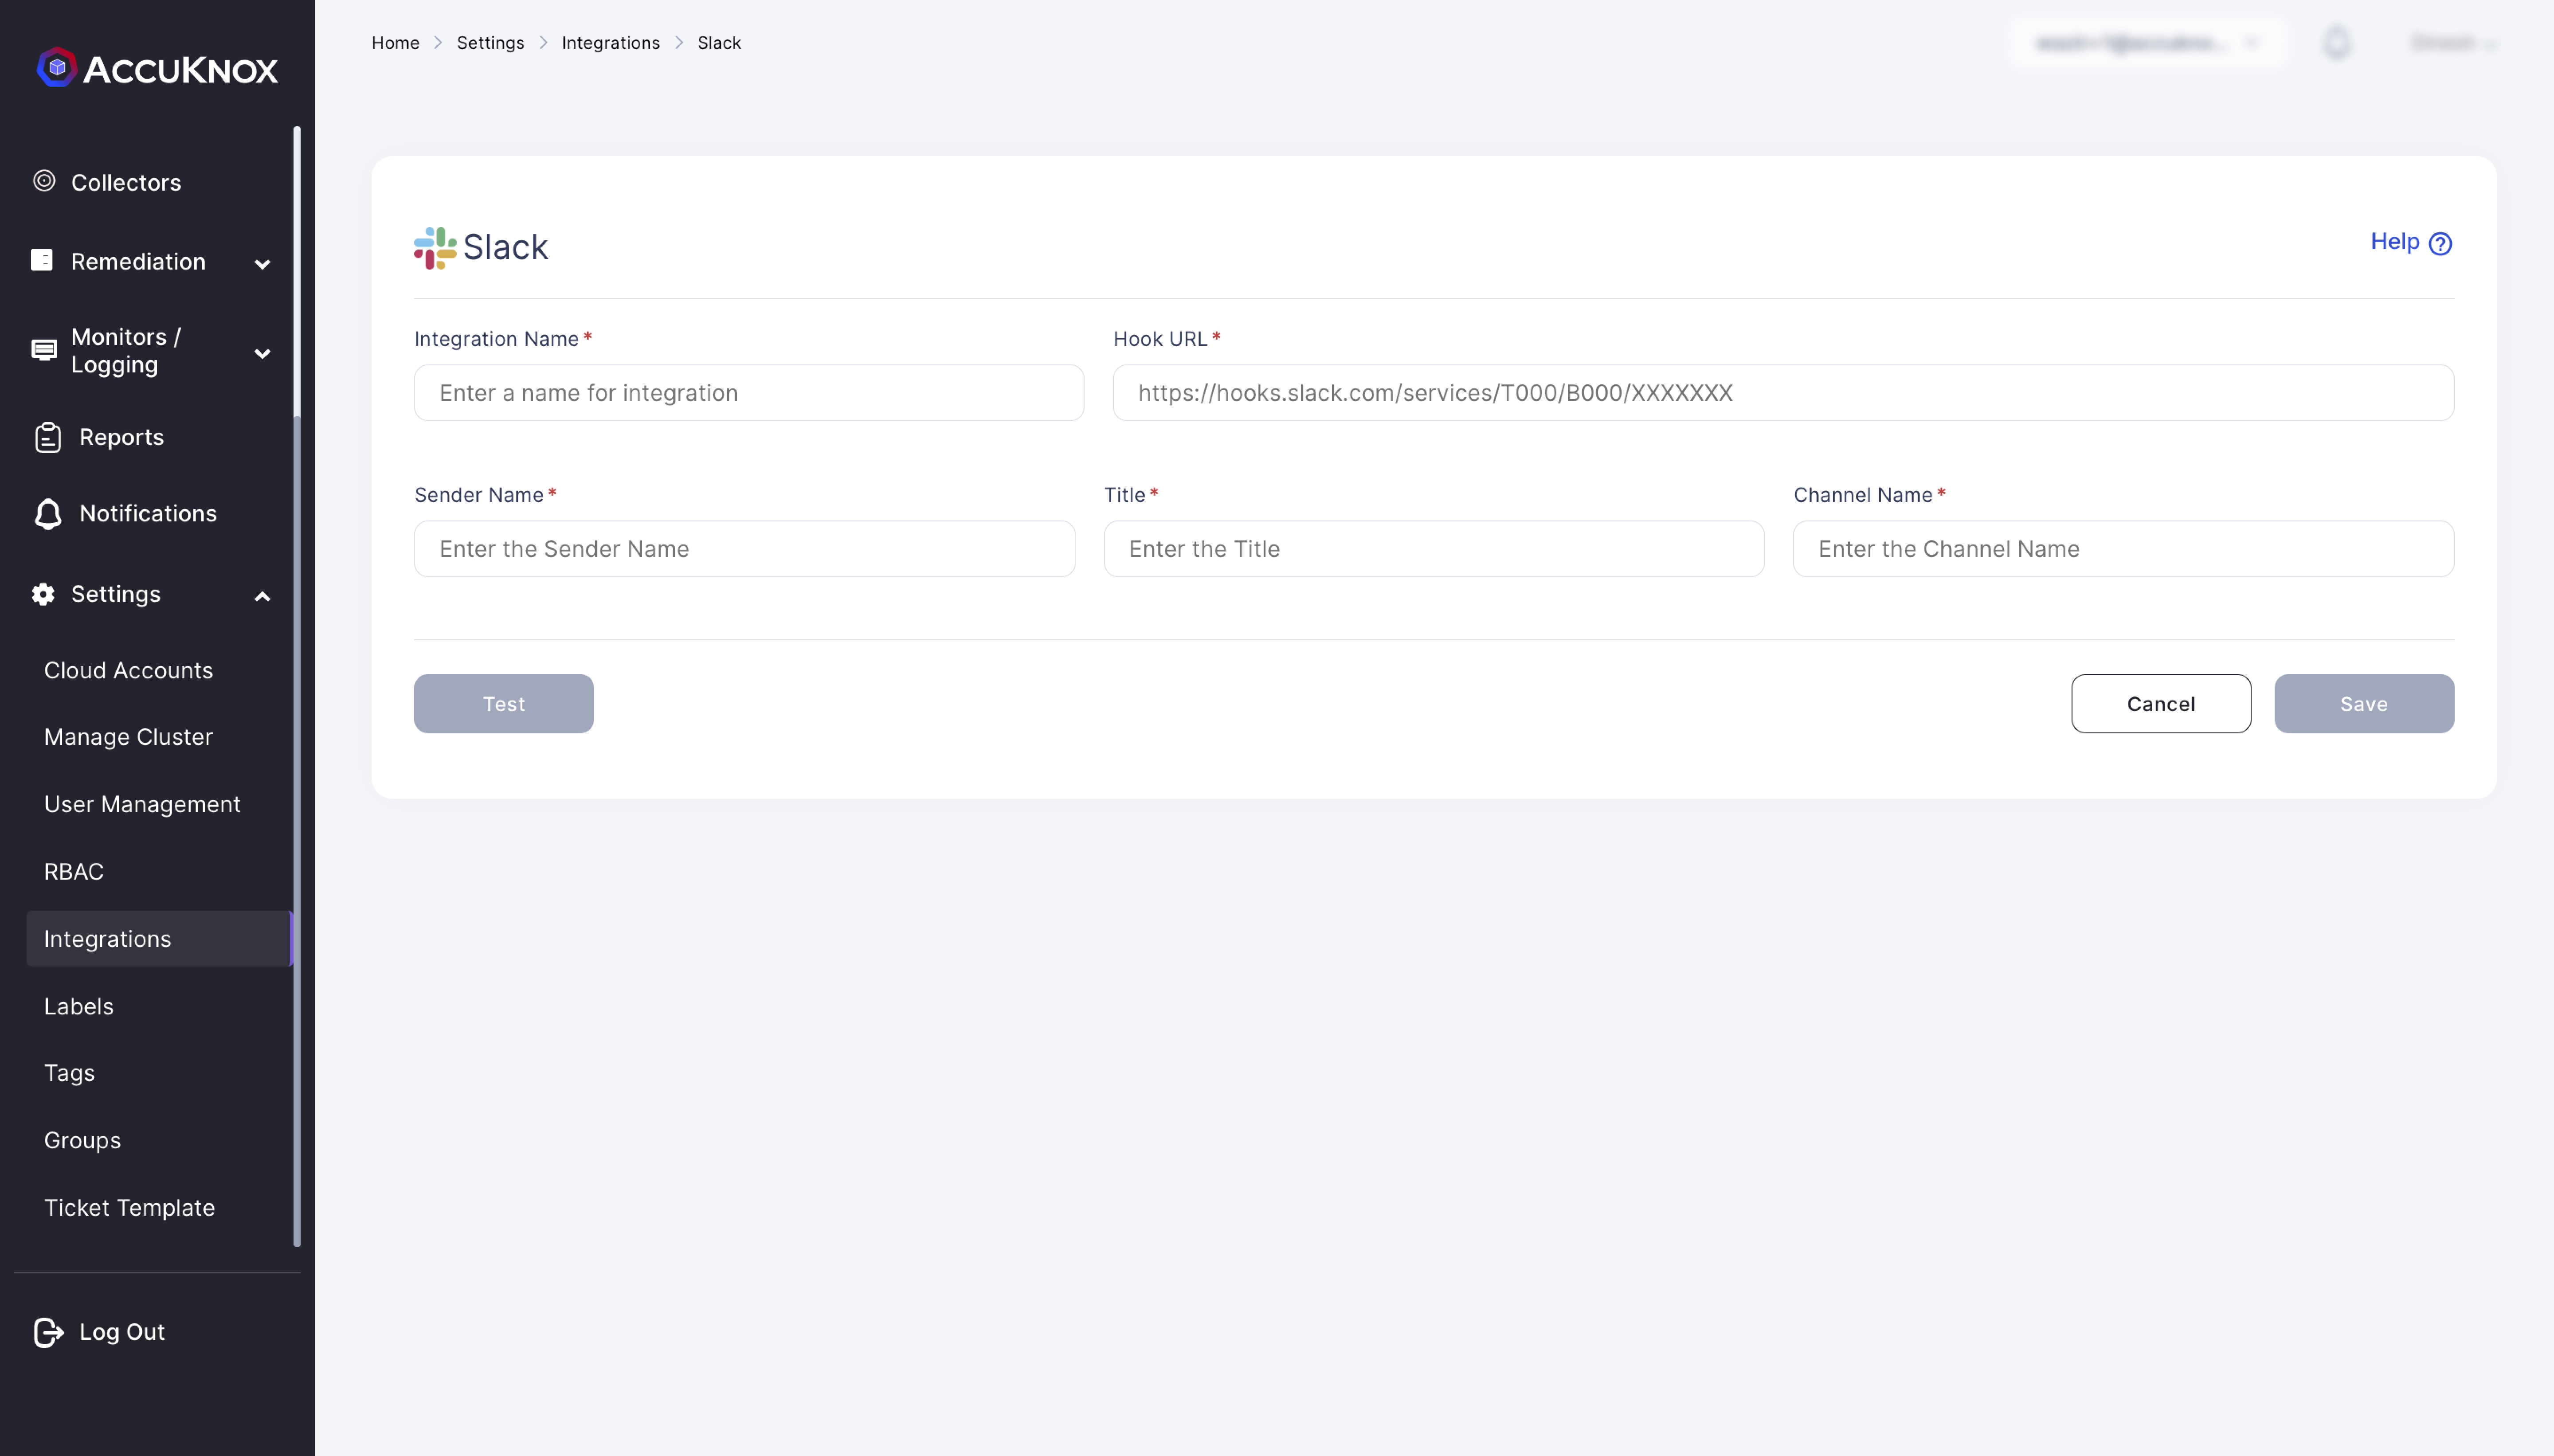 ACCUKNOX
Collectors
Remediation
Monitors /
Logging
Reports
Notifications
Settings
Cloud Accounts
Manage Cluster
User Management
RBAC
Integrations
Labels
Tags
Groups
Ticket Template
Log Out
Home > Settings > Integrations > Slack
Slack
Help
Integration Name* Hook URL*
Enter a name for integration https://hooks.slack.com/services/T000/B000/XXXXXXX
Sender Name* Title* Channel Name*
Enter the Sender Name Enter the Title Enter the Channel Name
Test Cancel Save